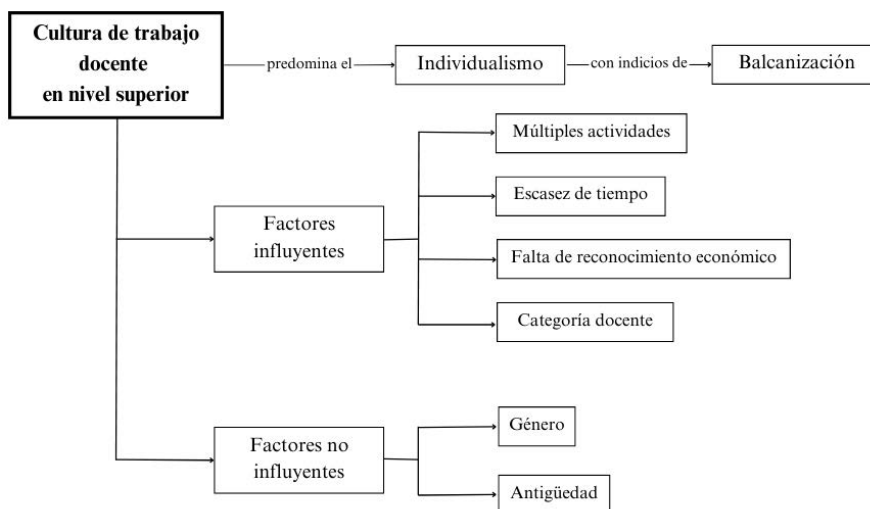 Cultura de trabajo
docente
en nivel superior
predomina el
Individualismo
con indicios de
Balcanización
Factores
influyentes
Múltiples actividades
Escasez de tiempo
Falta de reconocimiento económico
Categoría docente
Factores no
influyentes
Género
Antigüedad